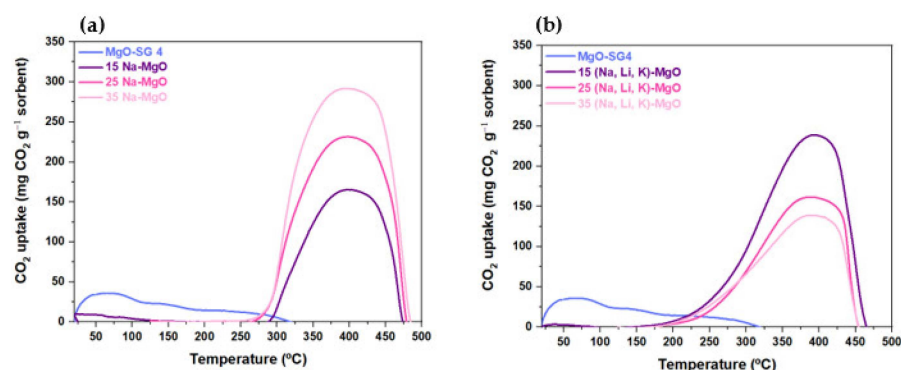 (a)
MgO-SG 4
15 Na-MgO
25 Na-MgO
35 Na-MgO
350
300
250
200
150
100
50
0
CO₂ uptake (mg CO₂ g⁻¹ sorbent)
50 100 150 200 250 300 350 400 450 500
Temperature (ºC)
(b)
MgO-SG4
15 (Na, Li, K)-MgO
25 (Na, Li, K)-MgO
35 (Na, Li, K)-MgO
350
300
250
200
150
100
50
0
CO₂ uptake (mg CO₂ g⁻¹ sorbent)
50 100 150 200 250 300 350 400 450 500
Temperature (ºC)